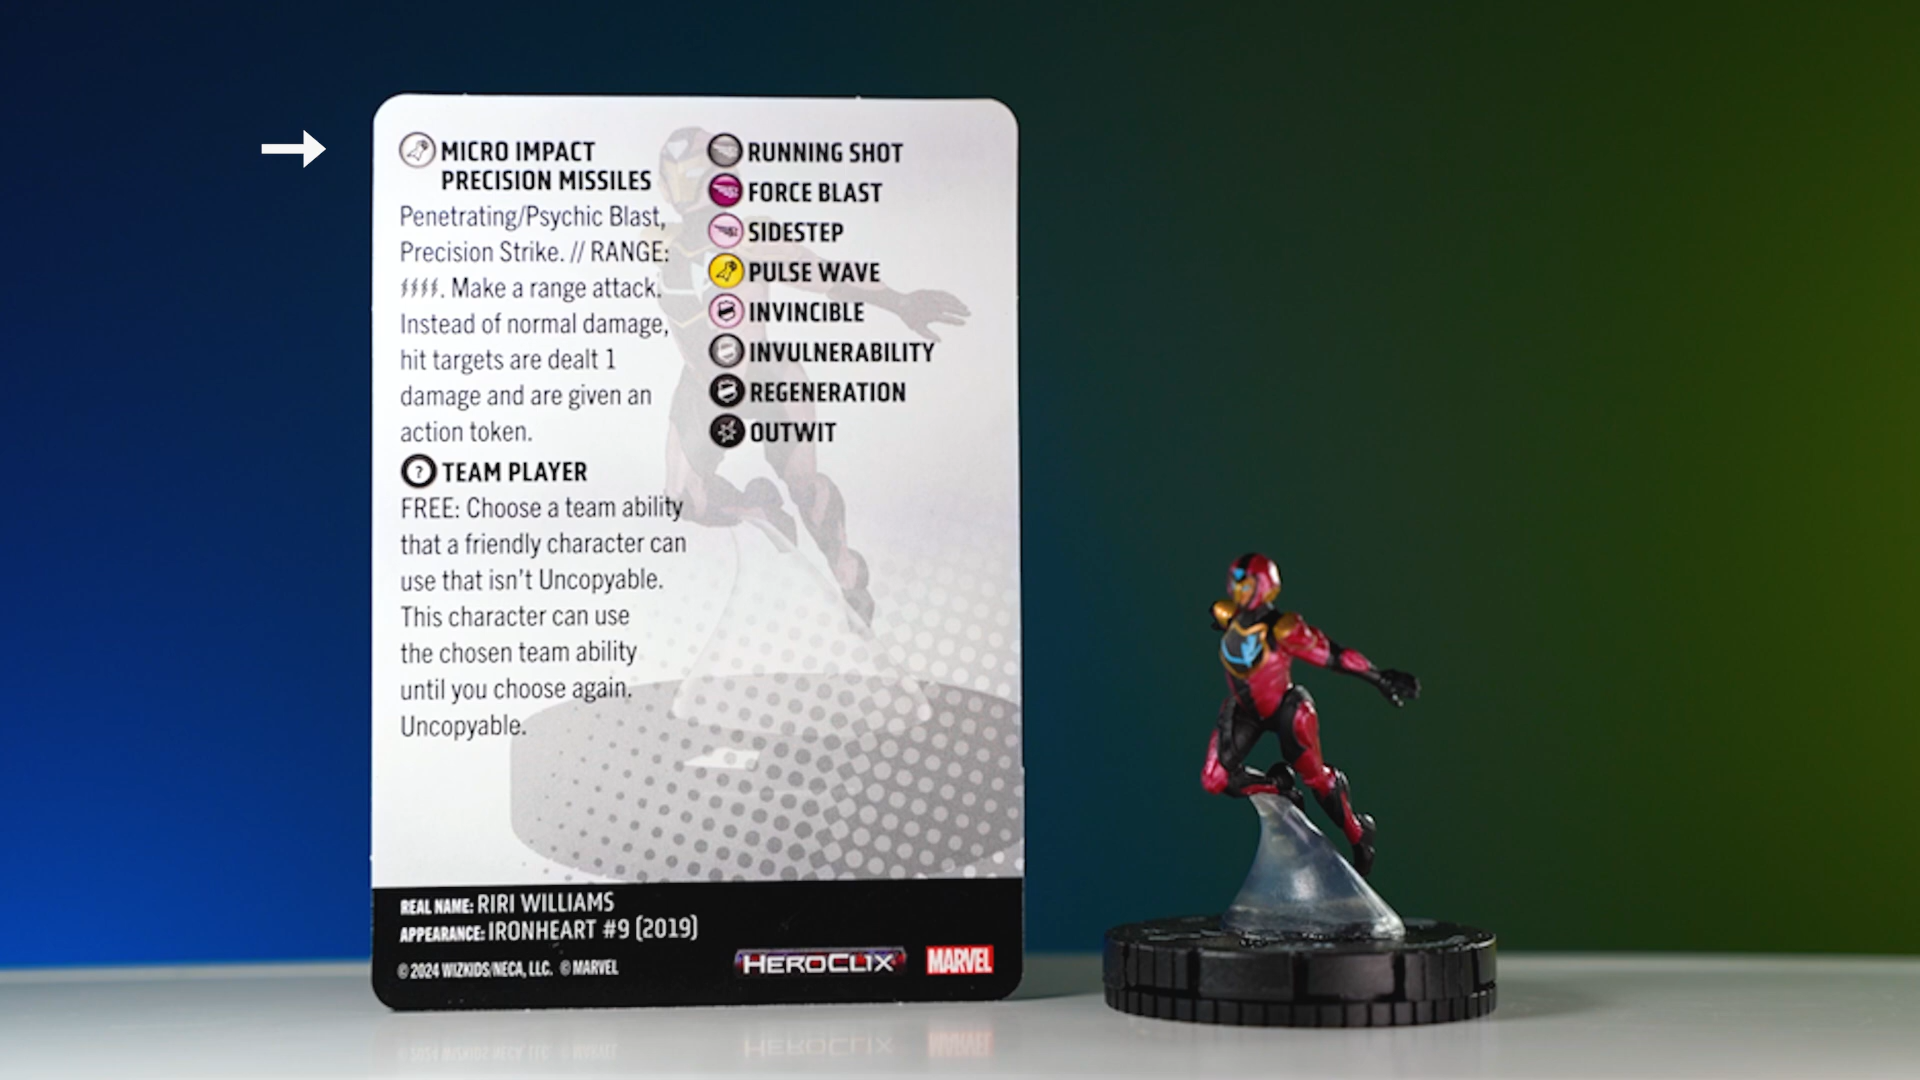 MICRO IMPACT
PRECISION MISSILES
Penetrating/Psychic Blast,
Precision Strike. // RANGE:
. Make a range attack.
Instead of normal damage,
hit targets are dealt 1
damage and are given an
action token.
? TEAM PLAYER
FREE: Choose a team ability
that a friendly character can
use that isn't Uncopyable.
This character can use
the chosen team ability
until you choose again.
Uncopyable.
RUNNING SHOT
FORCE BLAST
SIDESTEP
PULSE WAVE
INVINCIBLE
INVULNERABILITY
REGENERATION
OUTWIT
REAL NAME: RIRI WILLIAMS
APPEARANCE: IRONHEART #9 (2019)
© 2024 WIZKIDS/NECA, LLC. © MARVEL
HEROCLIX
MARVEL